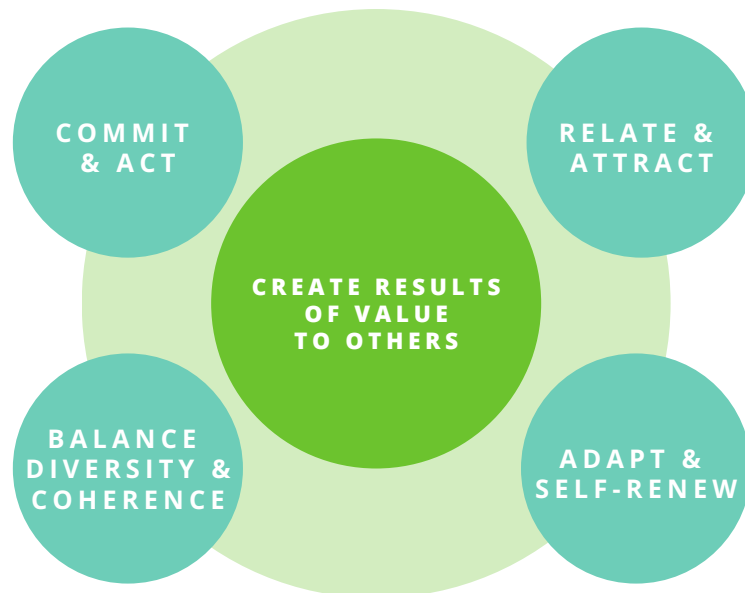 COMMIT
& ACT
RELATE &
ATTRACT
CREATE RESULTS
OF VALUE
TO OTHERS
BALANCE
DIVERSITY &
COHERENCE
ADAPT &
SELF-RENEW